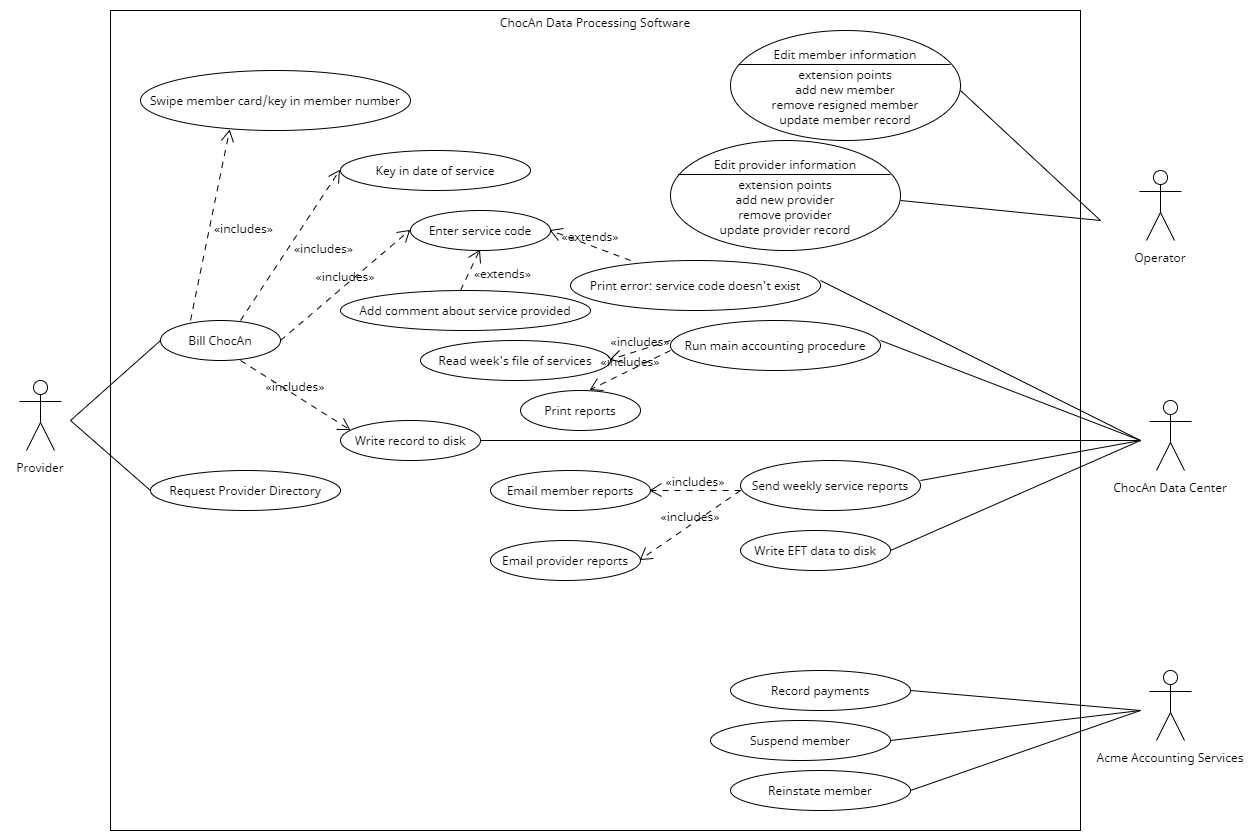 ChocAn Data Processing Software
Edit member information
extension points
add new member
remove resigned member
update member record
Swipe member card/key in member number
Edit provider information
extension points
add new provider
remove provider
update provider record
Key in date of service
«includes»
Enter service code
«extends»
«includes»
«includes»
«extends»
Operator
Print error: service code doesn't exist
Add comment about service provided
Bill ChocAn
«includes»
Run main accounting procedure
Read week's file of services
«includes»
«includes»
Print reports
Write record to disk
Provider
Request Provider Directory
Email member reports
«includes»
Send weekly service reports
ChocAn Data Center
«includes»
Write EFT data to disk
Email provider reports
Record payments
Suspend member
Acme Accounting Services
Reinstate member